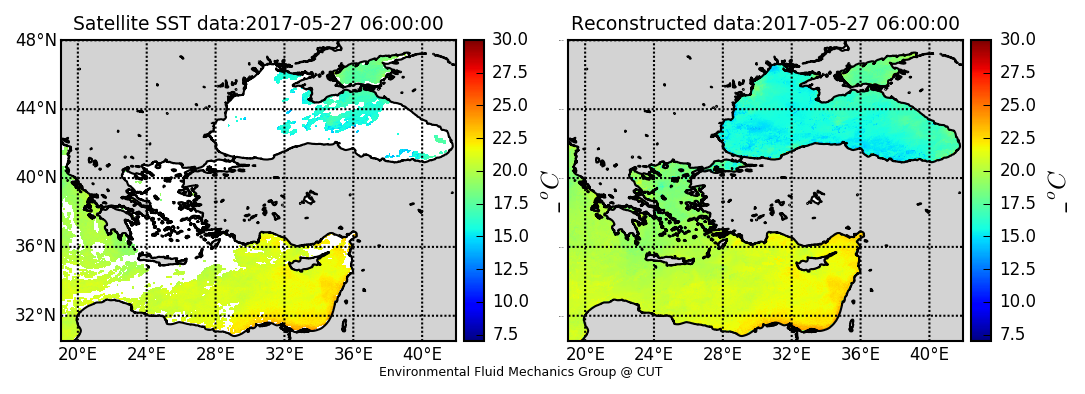 Satellite SST data:2017-05-27 06:00:00
48°N
44°N
40°N
36°N
32°N
20°E 24°E 28°E 32°E 36°E 40°E
30.0
27.5
25.0
22.5
20.0
17.5
15.0
12.5
10.0
7.5
_°C
Reconstructed data:2017-05-27 06:00:00
20°E 24°E 28°E 32°E 36°E 40°E
30.0
27.5
25.0
22.5
20.0
17.5
15.0
12.5
10.0
7.5
_°C
Environmental Fluid Mechanics Group @ CUT